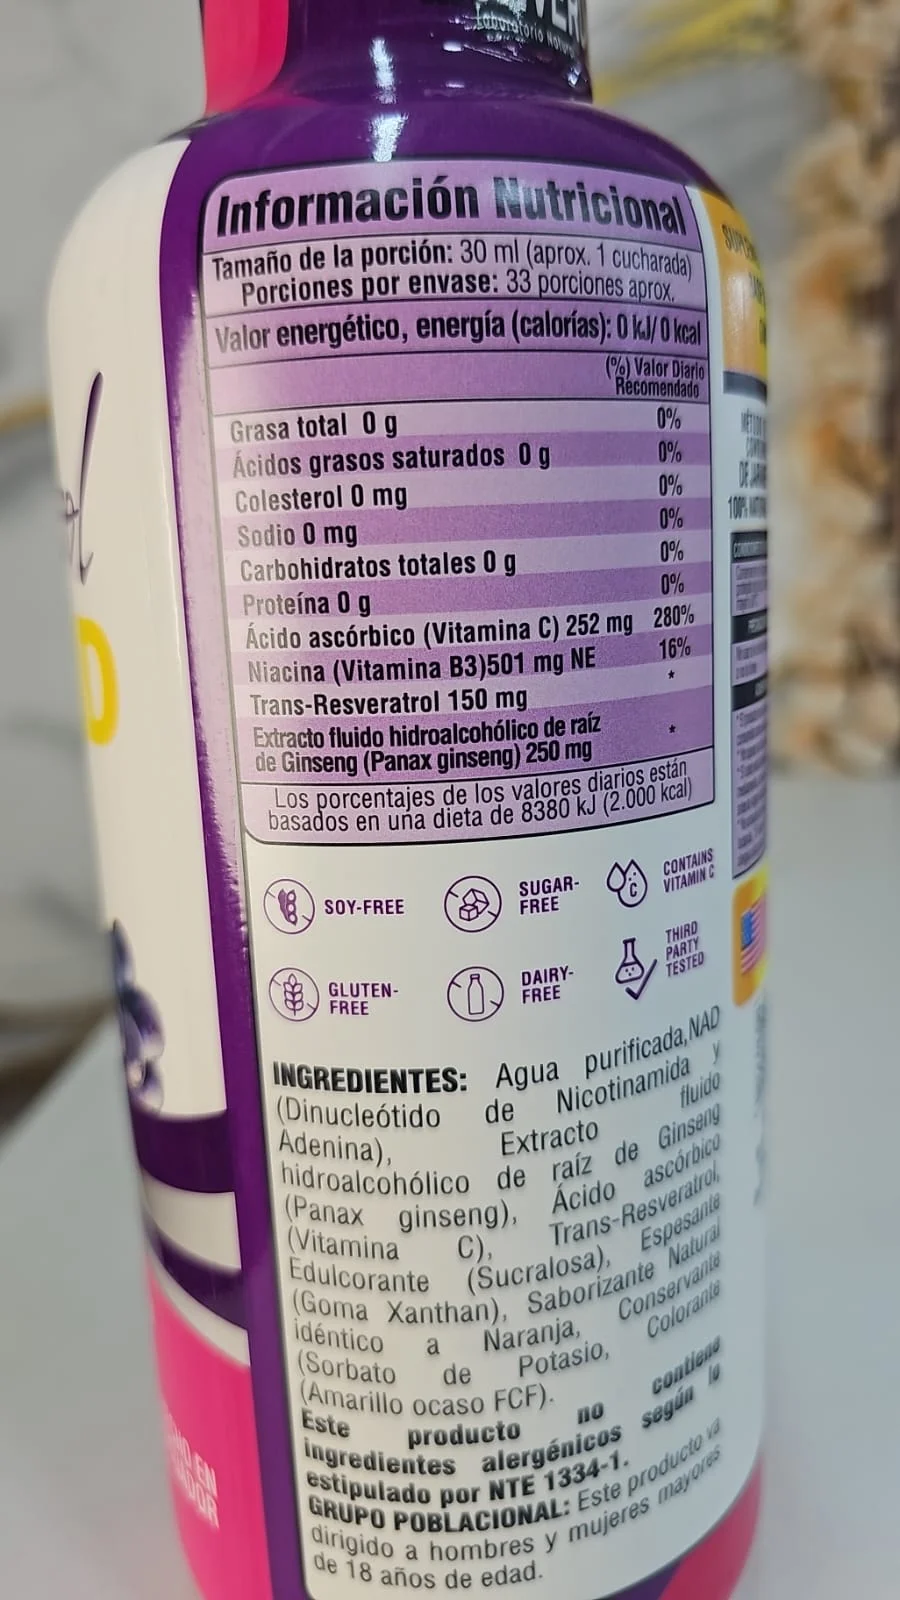 Laboratorio
Información Nutricional
Tamaño de la porción: 30 ml (aprox. 1 cucharada)
Porciones por envase: 33 porciones aprox.
Valor energético, energía (calorías): 0 kJ/ 0 kcal
(%) Valor Diario
Recomendado
Grasa total 0 g 0%
Ácidos grasos saturados 0 g 0%
Colesterol 0 mg 0%
Sodio 0 mg 0%
Carbohidratos totales 0 g 0%
Proteína 0 g 0%
Ácido ascórbico (Vitamina C) 252 mg 280%
Niacina (Vitamina B3)501 mg NE 16%
Trans-Resveratrol 150 mg *
Extracto fluido hidroalcohólico de raíz
de Ginseng (Panax ginseng) 250 mg *
Los porcentajes de los valores diarios están
basados en una dieta de 8380 kJ (2.000 kcal)
SOY-FREE
SUGAR-
FREE
CONTAINS
VITAMIN C
GLUTEN-
FREE
DAIRY-
FREE
THIRD
PARTY
TESTED
INGREDIENTES: Agua purificada, NAD
(Dinucleótido de Nicotinamida y
Adenina), Extracto fluido
hidroalcohólico de raíz de Ginseng
(Panax ginseng), Ácido ascórbico
(Vitamina C), Trans-Resveratrol,
Edulcorante (Sucralosa), Espesante
(Goma Xanthan), Saborizante Natural
idéntico a Naranja, Conservante
(Sorbato de Potasio, Colorante
(Amarillo ocaso FCF).
Este producto no contiene
ingredientes alergénicos según lo
estipulado por NTE 1334-1.
GRUPO POBLACIONAL: Este producto va
dirigido a hombres y mujeres mayores
de 18 años de edad.